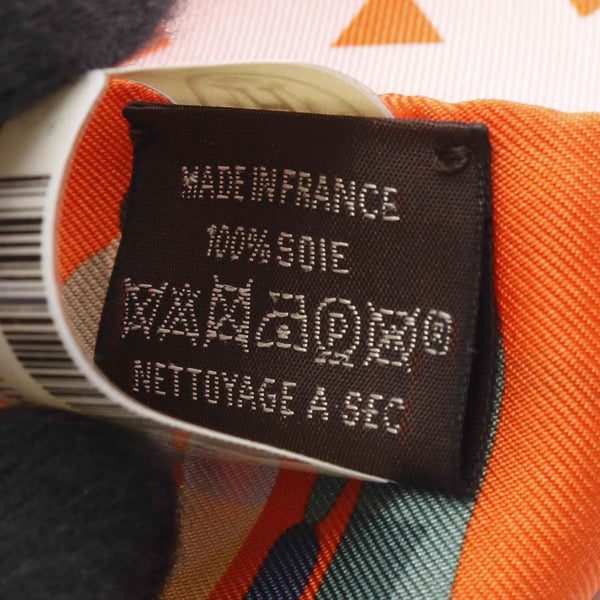 MADE IN FRANCE
100% SOIE
P ®
NETTOYAGE A SEC